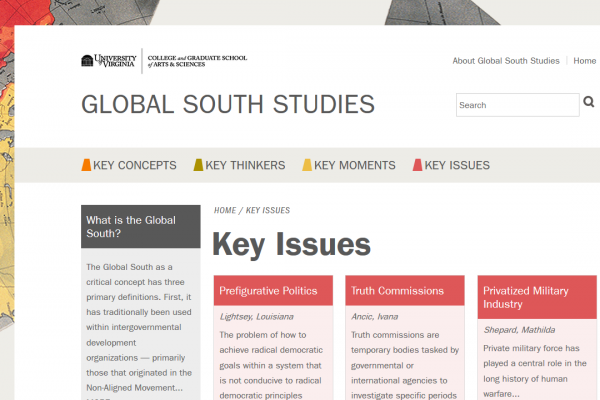 UNIVERSITY of VIRGINIA
COLLEGE and GRADUATE SCHOOL
of ARTS & SCIENCES
About Global South Studies
Home
GLOBAL SOUTH STUDIES
Search
KEY CONCEPTS
KEY THINKERS
KEY MOMENTS
KEY ISSUES
What is the Global
South?
The Global South as a
critical concept has three
primary definitions. First, it
has traditionally been used
within intergovernmental
development
organizations — primarily
those that originated in the
Non-Aligned Movement...
HOME / KEY ISSUES
Key Issues
Prefigurative Politics
Lightsey, Louisiana
The problem of how to
achieve radical democratic
goals within a system that
is not conducive to radical
democratic principles
Truth Commissions
Ancic, Ivana
Truth commissions are
temporary bodies tasked by
governmental or
international agencies to
investigate specific periods
Privatized Military
Industry
Shepard, Mathilda
Private military force has
played a central role in the
long history of human
warfare...